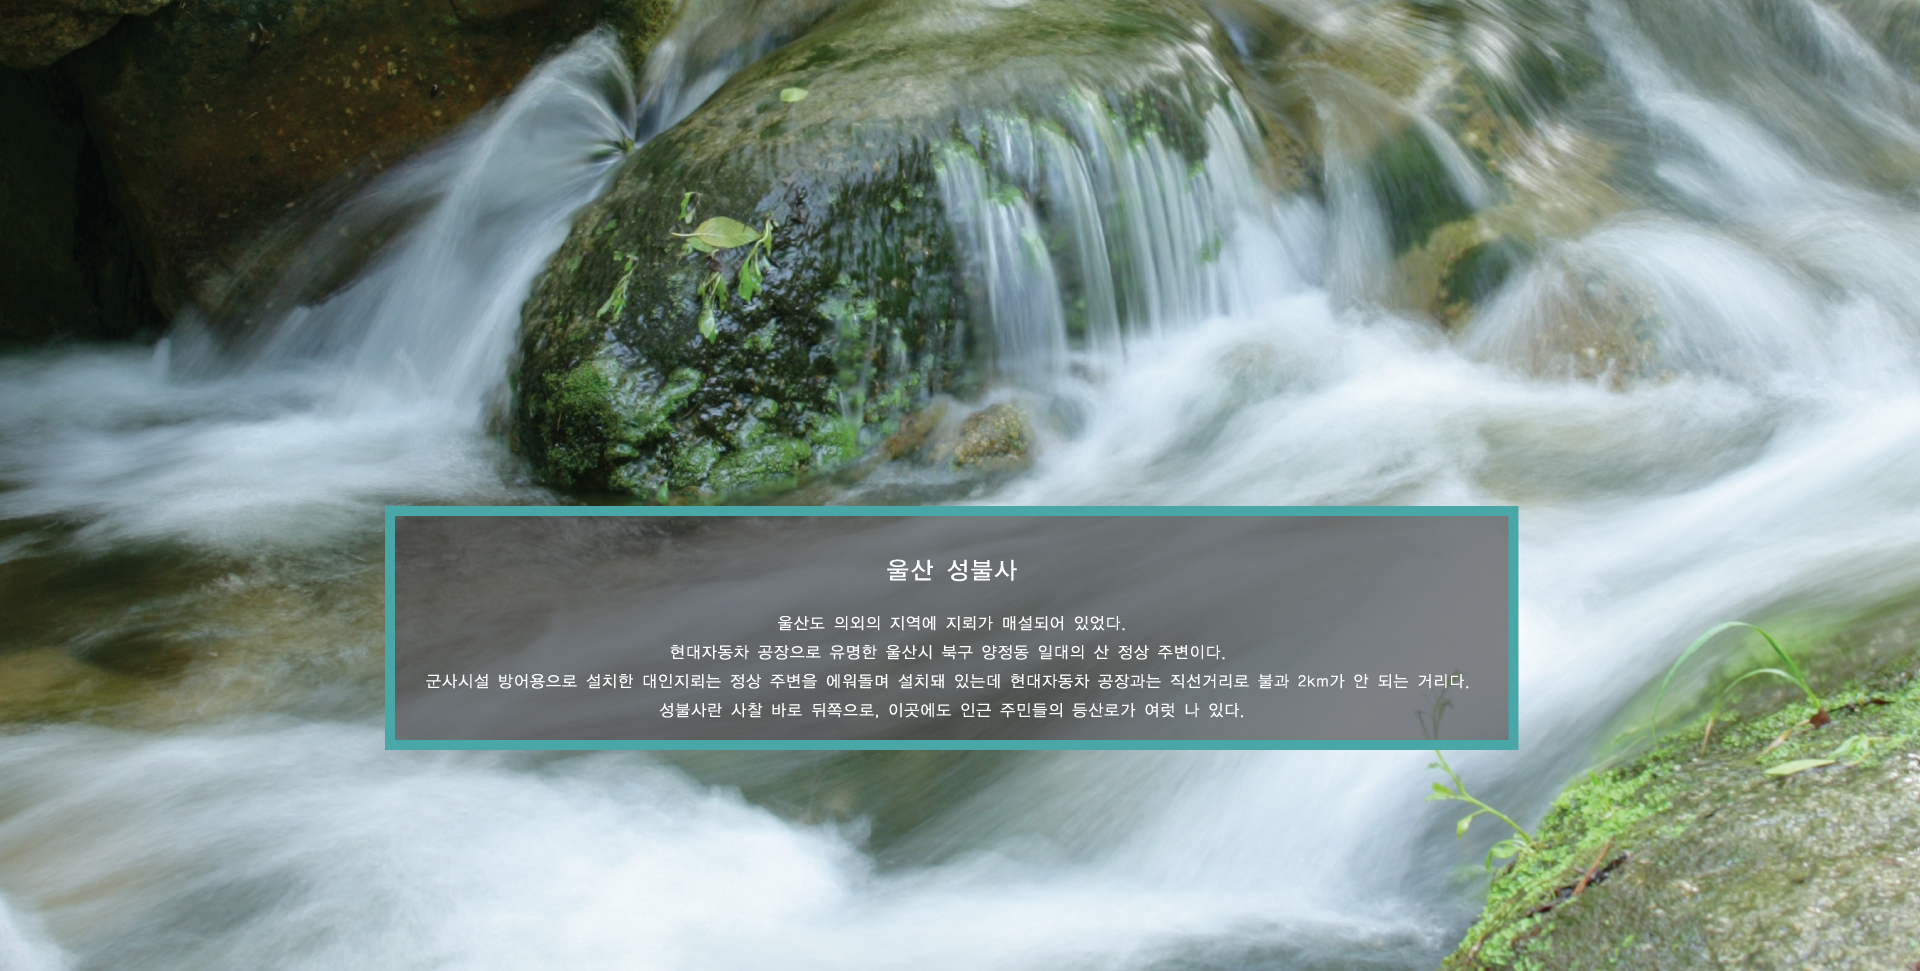 울산 성불사
울산도 의외의 지역에 지뢰가 매설되어 있었다.
현대자동차 공장으로 유명한 울산시 북구 양정동 일대의 산 정상 주변이다.
군사시설 방어용으로 설치한 대인지뢰는 정상 주변을 에워돌며 설치돼 있는데 현대자동차 공장과는 직선거리로 불과 2km가 안 되는 거리다.
성불사란 사찰 바로 뒤쪽으로, 이곳에도 인근 주민들의 등산로가 여럿 나 있다.